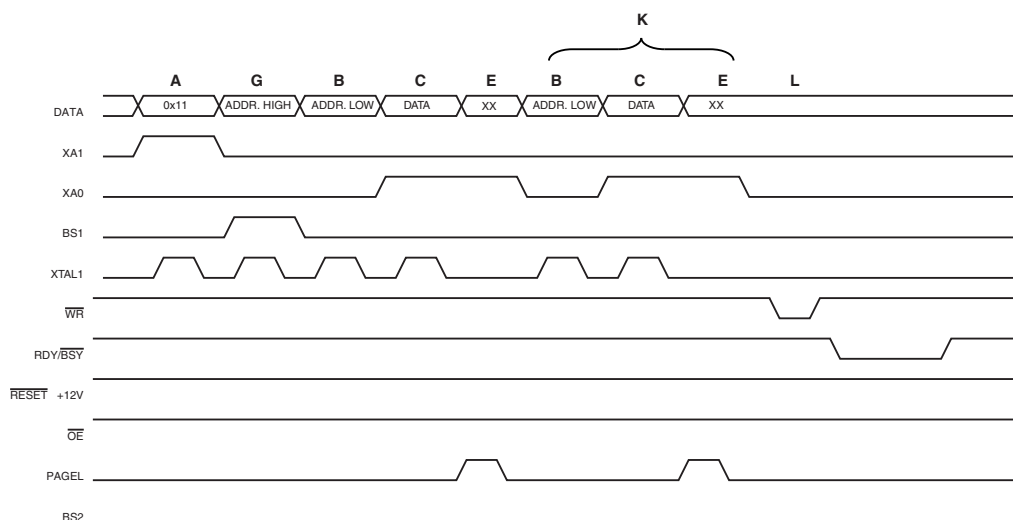 K
A G B C E B C E L
DATA 0x11 ADDR. HIGH ADDR. LOW DATA XX ADDR. LOW DATA XX
XA1
XA0
BS1
XTAL1
WR
RDY/BSY
RESET +12V
OE
PAGEL
BS2